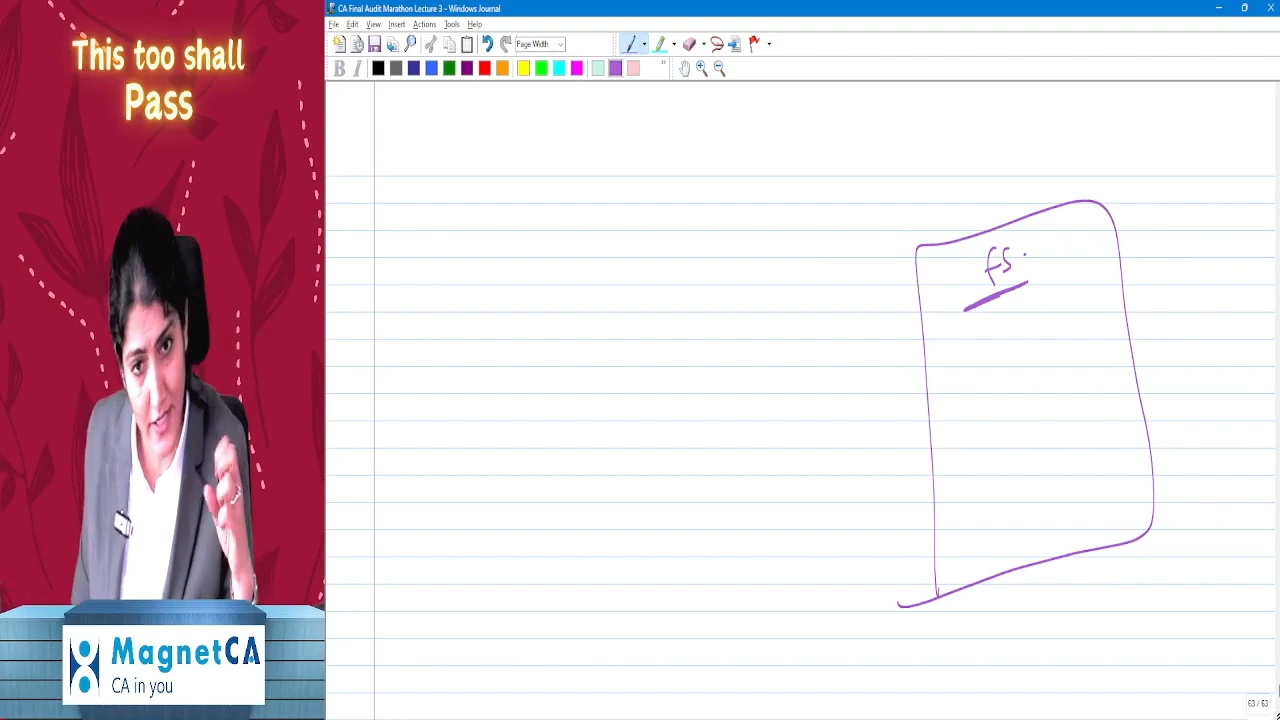 This too shall
Pass
CA Final Audit Marathon Lecture 3 - Windows Journal
File Edit View Insert Actions Tools Help
Page Width
B I
fs.
MagnetCA
CA in you
63 / 63